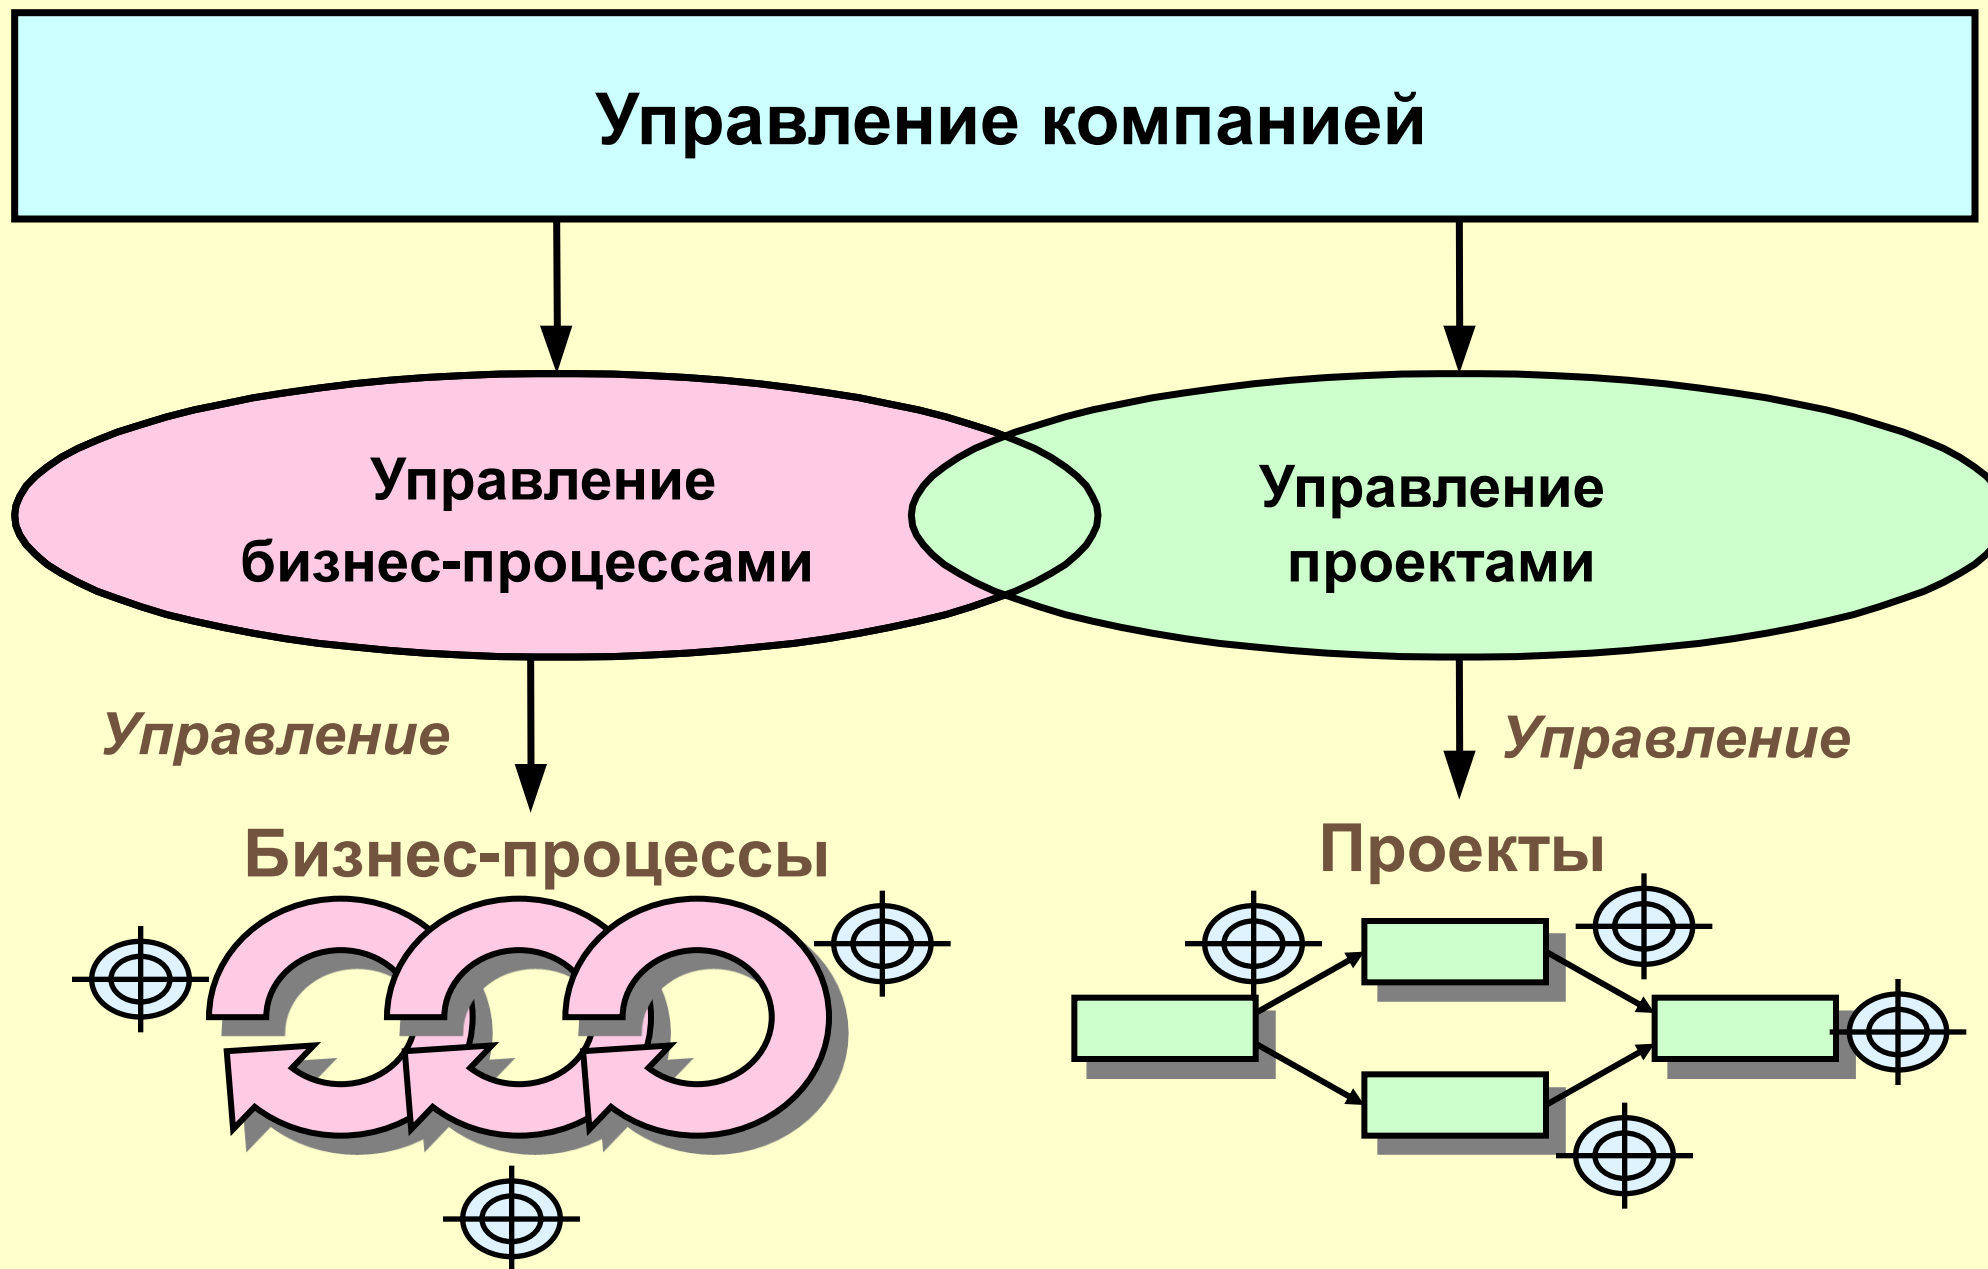 Управление компанией
Управление
бизнес-процессами
Управление
проектами
Управление
Управление
Бизнес-процессы
Проекты